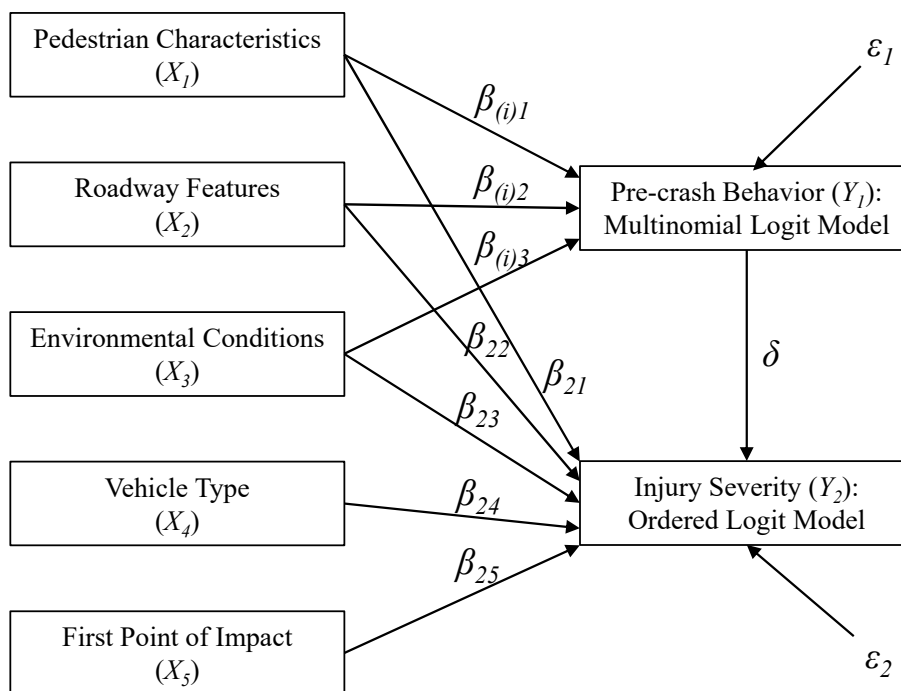 Pedestrian Characteristics
(X₁)
Roadway Features
(X₂)
Environmental Conditions
(X₃)
Vehicle Type
(X₄)
First Point of Impact
(X₅)
β₍ᵢ₎₁
β₍ᵢ₎₂
β₍ᵢ₎₃
β₂₂
β₂₁
β₂₃
β₂₄
β₂₅
ε₁
Pre-crash Behavior (Y₁):
Multinomial Logit Model
δ
Injury Severity (Y₂):
Ordered Logit Model
ε₂